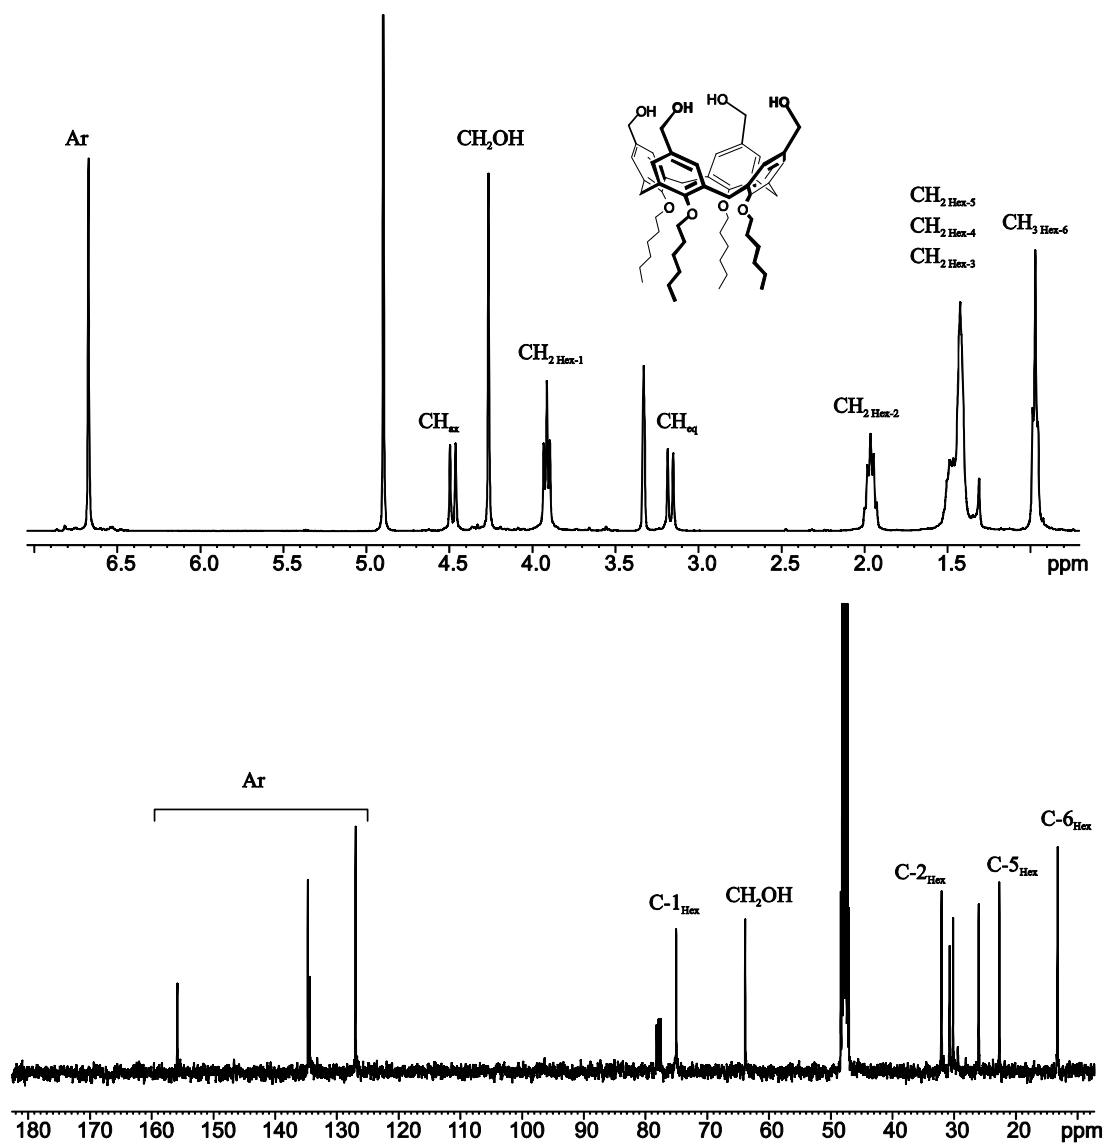 HO
OH
OH
HO
Ar
CH2OH
CH2 Hex-5
CH2 Hex-4
CH2 Hex-3
CH3 Hex-6
O
O
O
O
CH2 Hex-1
CHax
CHeq
CH2 Hex-2
6.5 6.0 5.5 5.0 4.5 4.0 3.5 3.0 2.5 2.0 1.5 ppm
Ar
C-6Hex
C-2Hex
C-5Hex
C-1Hex
CH2OH
180 170 160 150 140 130 120 110 100 90 80 70 60 50 40 30 20 ppm